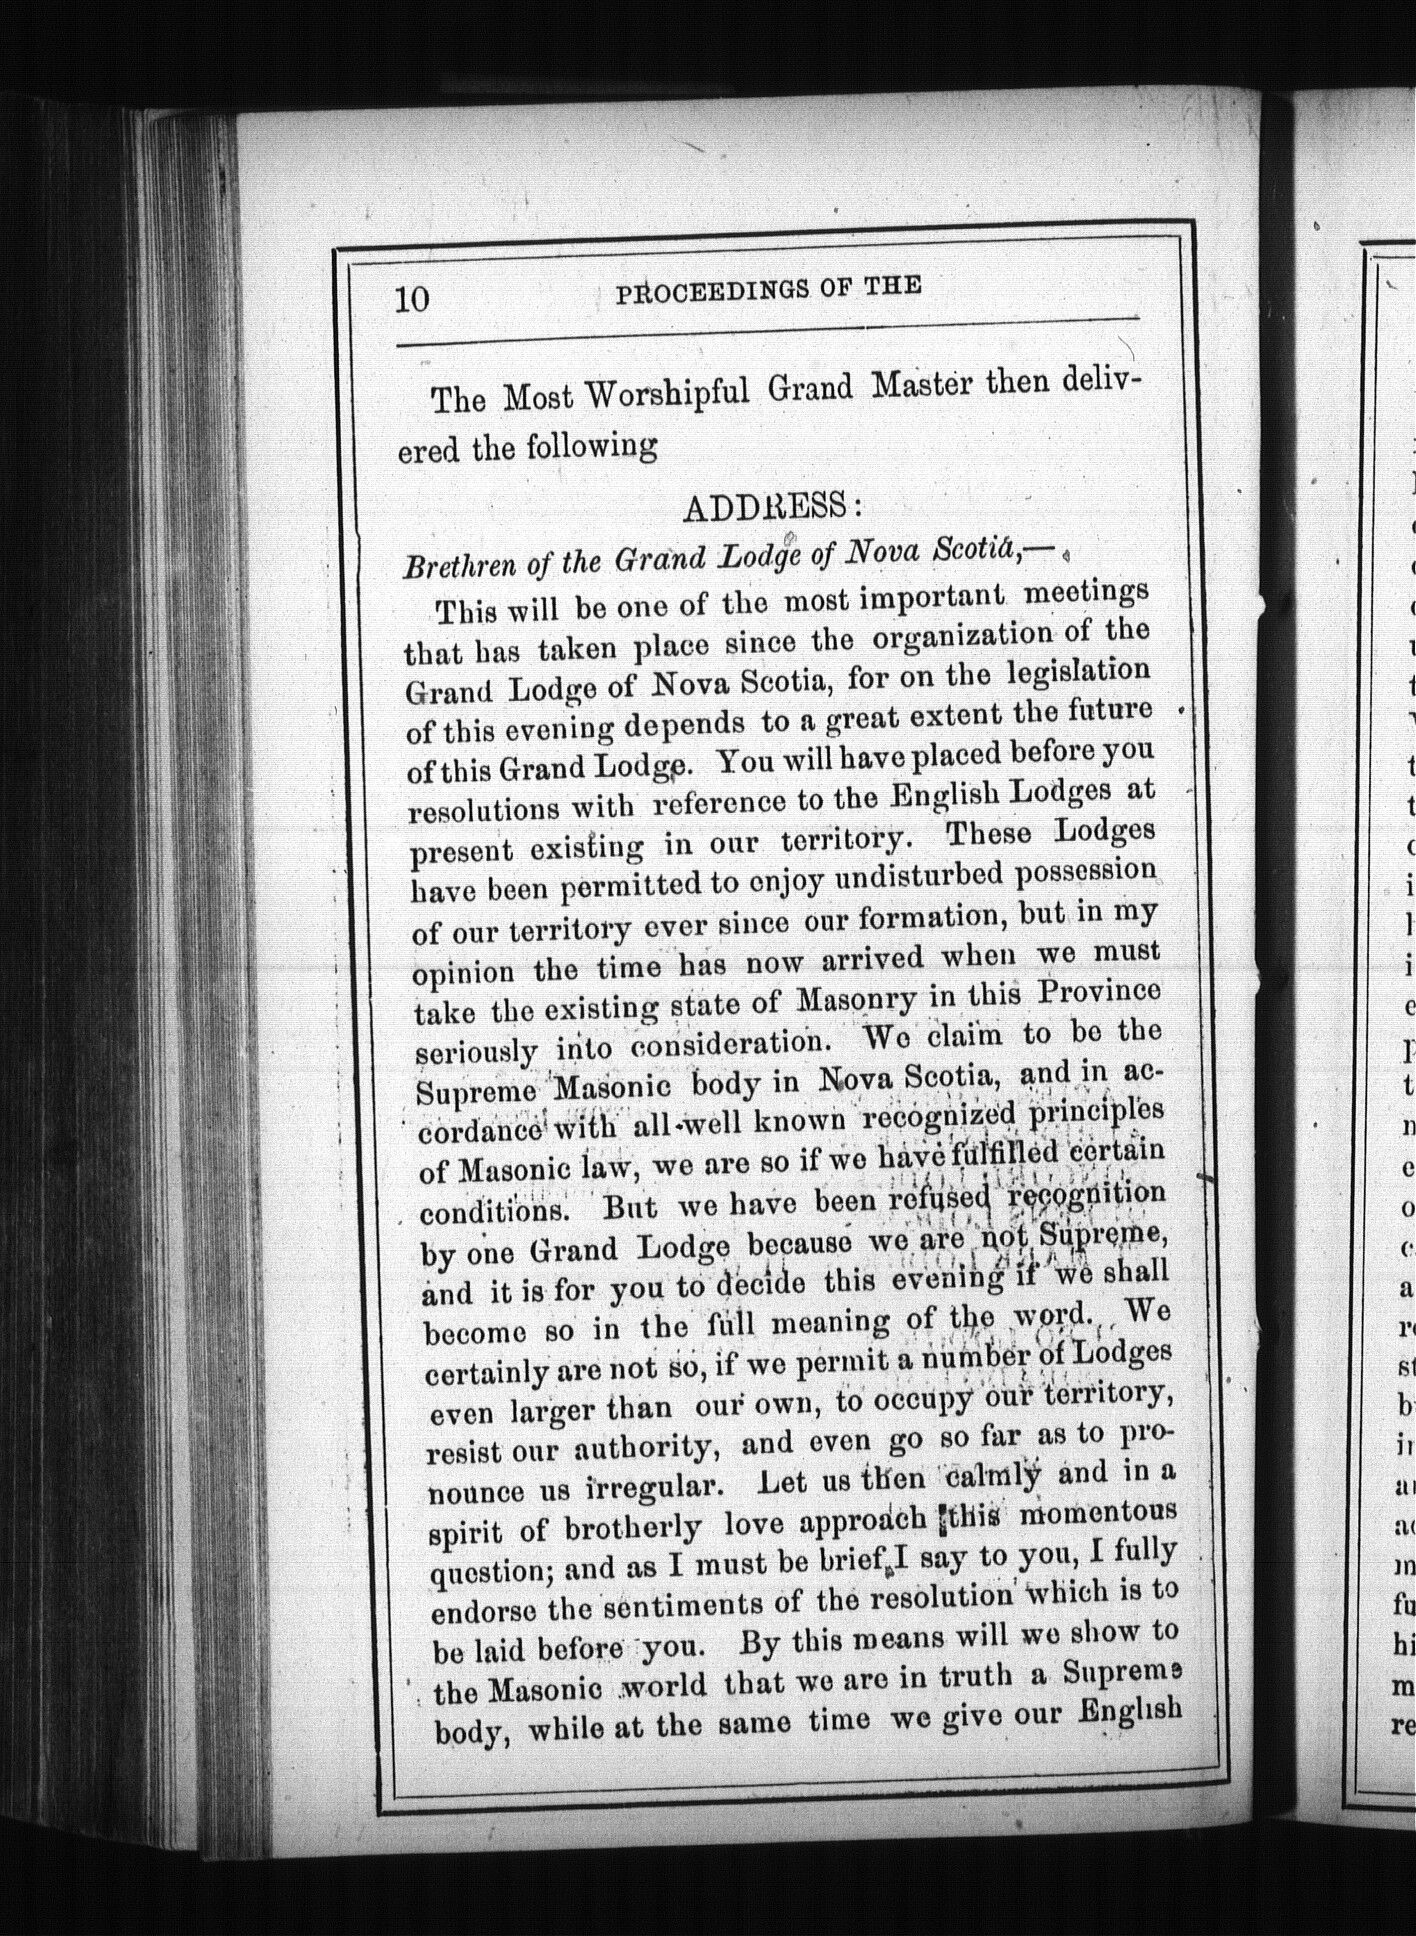 10
PROCEEDINGS OF THE
The Most Worshipful Grand Master then deliv-
ered the following
ADDRESS:
Brethren of the Grand Lodge of Nova Scotia,—
This will be one of the most important meetings
that has taken place since the organization of the
Grand Lodge of Nova Scotia, for on the legislation
of this evening depends to a great extent the future
of this Grand Lodge. You will have placed before you
resolutions with reference to the English Lodges at
present existing in our territory. These Lodges
have been permitted to enjoy undisturbed possession
of our territory ever since our formation, but in my
opinion the time has now arrived when we must
take the existing state of Masonry in this Province
seriously into consideration. We claim to be the
Supreme Masonic body in Nova Scotia, and in ac-
cordance with all-well known recognized principles
of Masonic law, we are so if we have fulfilled certain
conditions. But we have been refused recognition
by one Grand Lodge because we are not Supreme,
and it is for you to decide this evening if we shall
become so in the full meaning of the word. We
certainly are not so, if we permit a number of Lodges
even larger than our own, to occupy our territory,
resist our authority, and even go so far as to pro-
nounce us irregular. Let us then calmly and in a
spirit of brotherly love approach this momentous
question; and as I must be brief, I say to you, I fully
endorse the sentiments of the resolution which is to
be laid before you. By this means will we show to
the Masonic world that we are in truth a Supreme
body, while at the same time we give our English